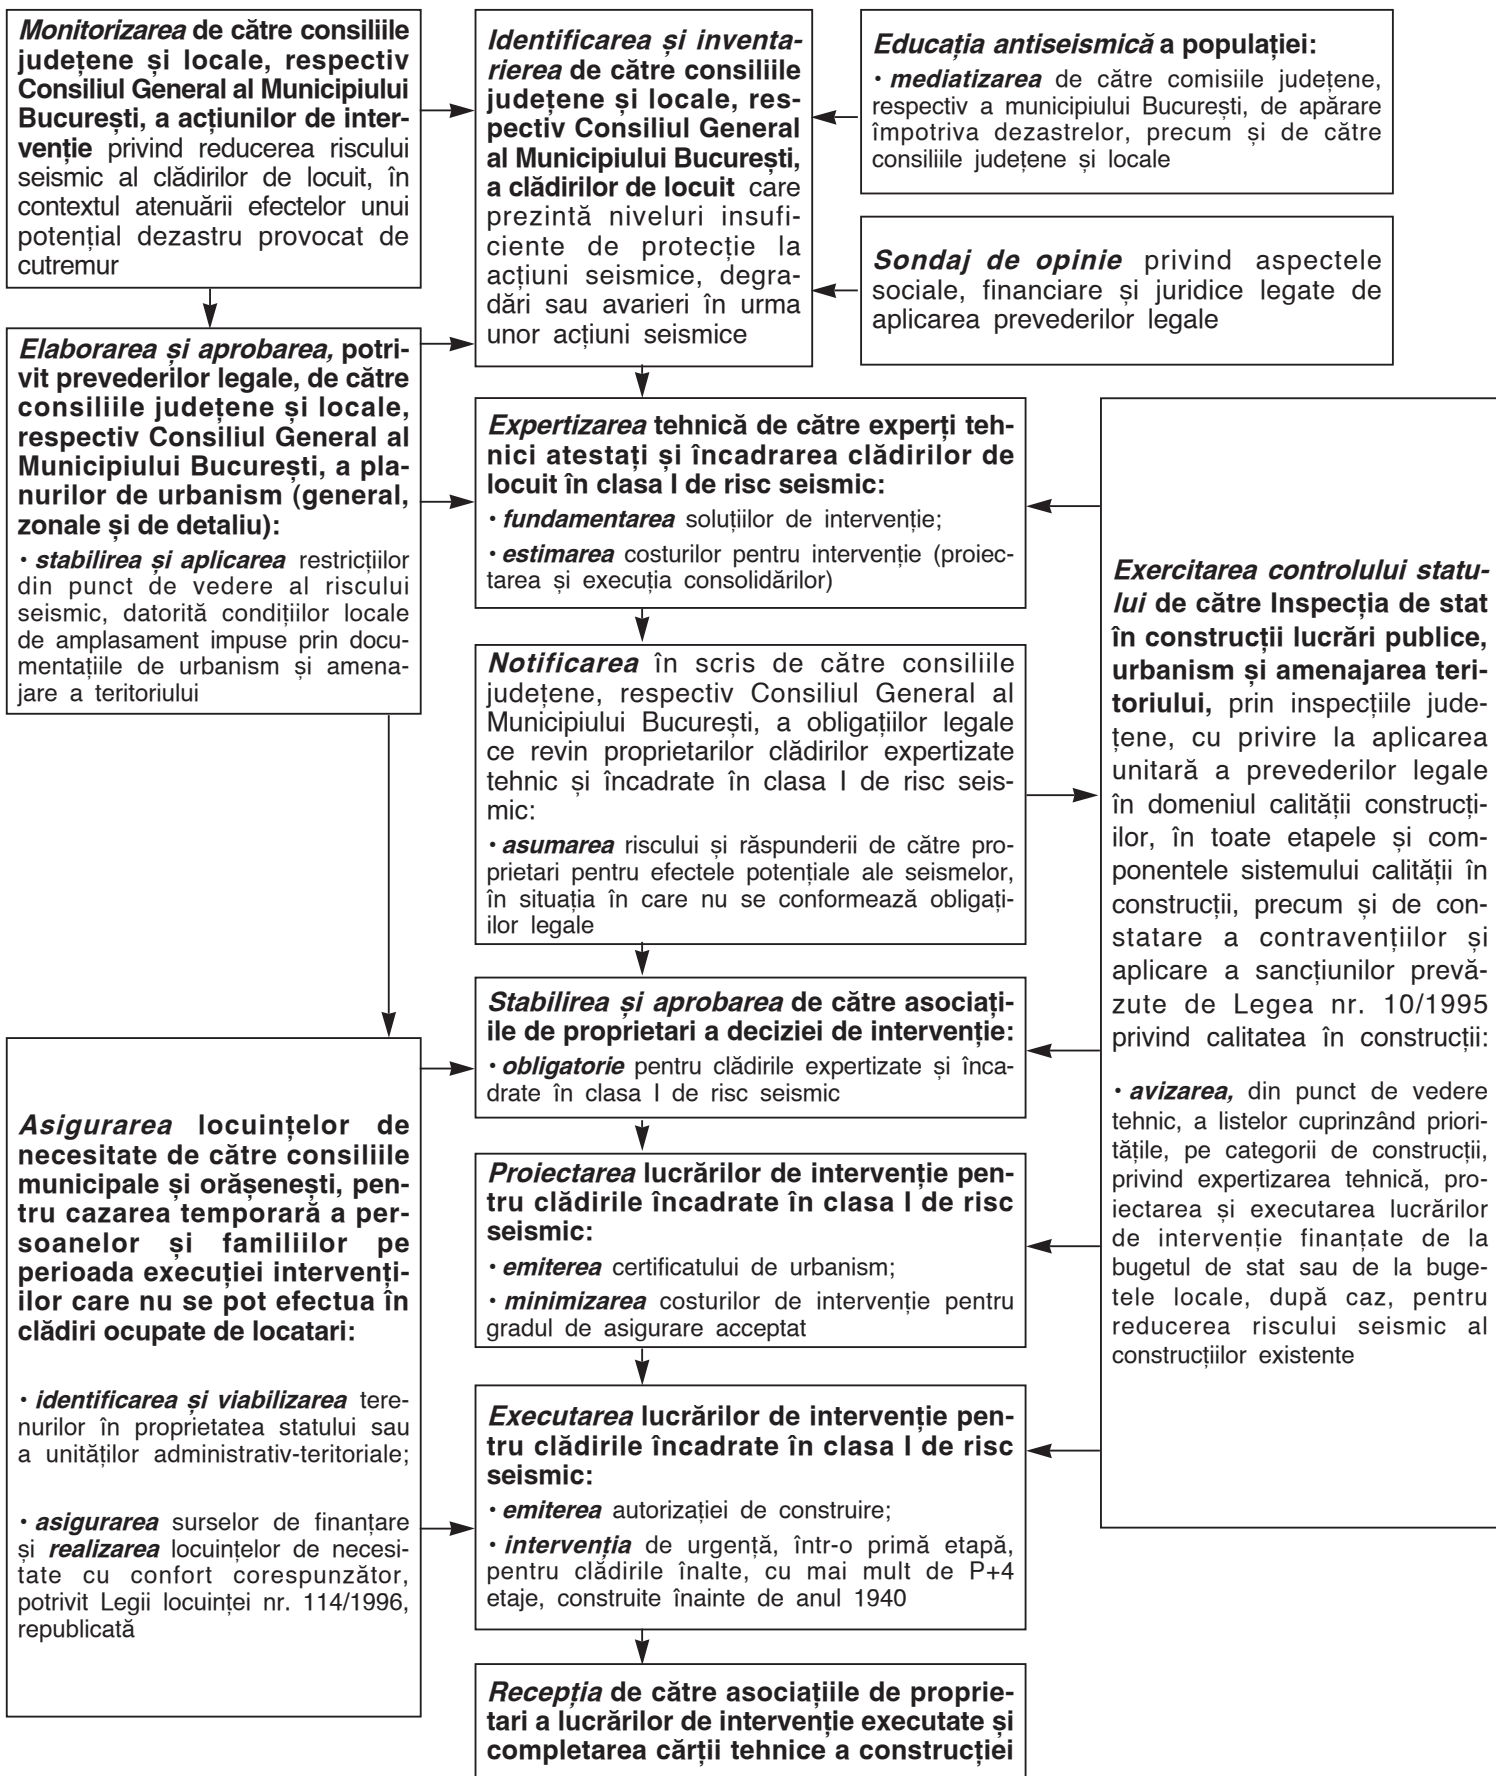 Monitorizarea de către consiliile
județene și locale, respectiv
Consiliul General al Municipiului
București, a acțiunilor de inter-
venție privind reducerea riscului
seismic al clădirilor de locuit, în
contextul atenuării efectelor unui
potențial dezastru provocat de
cutremur
Identificarea și inventa-
rierea de către consiliile
județene și locale, res-
pectiv Consiliul General
al Municipiului București,
a clădirilor de locuit care
prezintă niveluri insufi-
ciente de protecție la
acțiuni seismice, degra-
dări sau avarieri în urma
unor acțiuni seismice
Educația antiseismică a populației:
• mediatizarea de către comisiile județene,
respectiv a municipiului București, de apărare
împotriva dezastrelor, precum și de către
consiliile județene și locale
Sondaj de opinie privind aspectele
sociale, financiare și juridice legate de
aplicarea prevederilor legale
Elaborarea și aprobarea, potri-
vit prevederilor legale, de către
consiliile județene și locale,
respectiv Consiliul General al
Municipiului București, a pla-
nurilor de urbanism (general,
zonale și de detaliu):
• stabilirea și aplicarea restricțiilor
din punct de vedere al riscului
seismic, datorită condițiilor locale
de amplasament impuse prin docu-
mentațiile de urbanism și amena-
jare a teritoriului
Expertizarea tehnică de către experți teh-
nici atestați și încadrarea clădirilor de
locuit în clasa I de risc seismic:
• fundamentarea soluțiilor de intervenție;
• estimarea costurilor pentru intervenție (proiec-
tarea și execuția consolidărilor)
Notificarea în scris de către consiliile
județene, respectiv Consiliul General al
Municipiului București, a obligațiilor legale
ce revin proprietarilor clădirilor expertizate
tehnic și încadrate în clasa I de risc seis-
mic:
• asumarea riscului și răspunderii de către pro-
prietari pentru efectele potențiale ale seismelor,
în situația în care nu se conformează obligați-
ilor legale
Exercitarea controlului statu-
lui de către Inspecția de stat
în construcții lucrări publice,
urbanism și amenajarea teri-
toriului, prin inspecțiile jude-
țene, cu privire la aplicarea
unitară a prevederilor legale
în domeniul calității construcți-
ilor, în toate etapele și com-
ponentele sistemului calității în
construcții, precum și de con-
statare a contravențiilor și
aplicare a sancțiunilor prevă-
zute de Legea nr. 10/1995
privind calitatea în construcții:
• avizarea, din punct de vedere
tehnic, a listelor cuprinzând priori-
tățile, pe categorii de construcții,
privind expertizarea tehnică, pro-
iectarea și executarea lucrărilor
de intervenție finanțate de la
bugetul de stat sau de la buge-
tele locale, după caz, pentru
reducerea riscului seismic al
construcțiilor existente
Stabilirea și aprobarea de către asociați-
ile de proprietari a deciziei de intervenție:
• obligatorie pentru clădirile expertizate și înca-
drate în clasa I de risc seismic
Asigurarea locuințelor de
necesitate de către consiliile
municipale și orășenești, pen-
tru cazarea temporară a per-
soanelor și familiilor pe
perioada execuției intervenți-
ilor care nu se pot efectua în
clădiri ocupate de locatari:
• identificarea și viabilizarea tere-
nurilor în proprietatea statului sau
a unităților administrativ-teritoriale;
• asigurarea surselor de finanțare
și realizarea locuințelor de necesi-
tate cu confort corespunzător,
potrivit Legii locuinței nr. 114/1996,
republicată
Proiectarea lucrărilor de intervenție pen-
tru clădirile încadrate în clasa I de risc
seismic:
• emiterea certificatului de urbanism;
• minimizarea costurilor de intervenție pentru
gradul de asigurare acceptat
Executarea lucrărilor de intervenție pen-
tru clădirile încadrate în clasa I de risc
seismic:
• emiterea autorizației de construire;
• intervenția de urgență, într-o primă etapă,
pentru clădirile înalte, cu mai mult de P+4
etaje, construite înainte de anul 1940
Recepția de către asociațiile de proprie-
tari a lucrărilor de intervenție executate și
completarea cărții tehnice a construcției